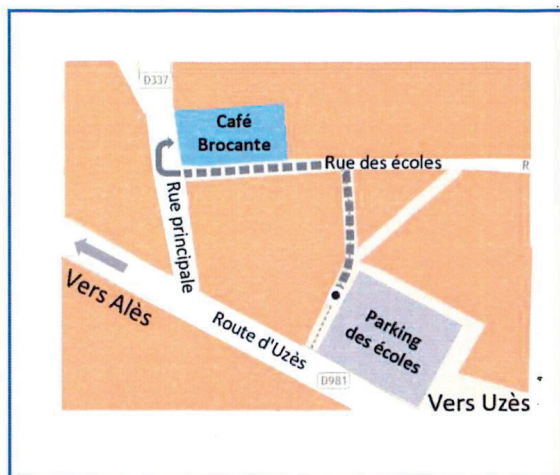 D337
Café
Brocante
Rue des écoles
R
Rue principale
Vers Alès
Route d'Uzès
Parking
des écoles
D981
Vers Uzès